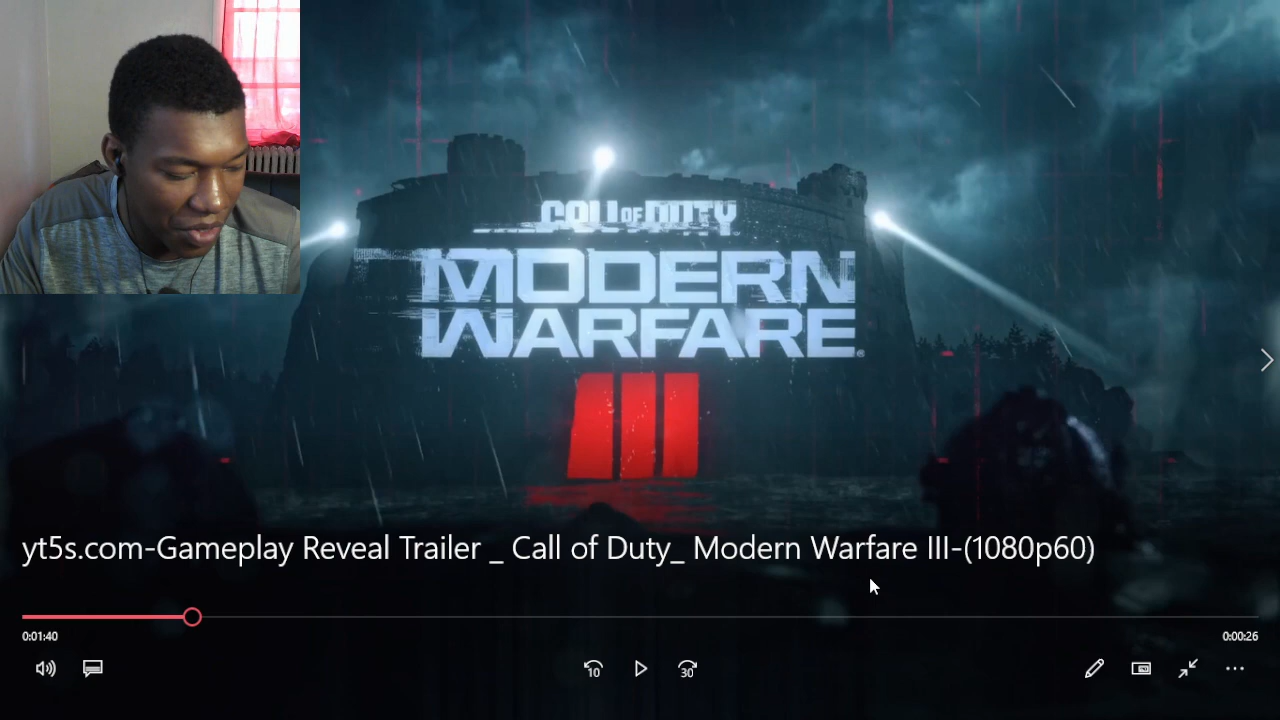 CALL OF DUTY
MODERN
WARFARE®
III
yt5s.com-Gameplay Reveal Trailer _ Call of Duty_ Modern Warfare III-(1080p60)
0:01:40
0:00:26
10
30